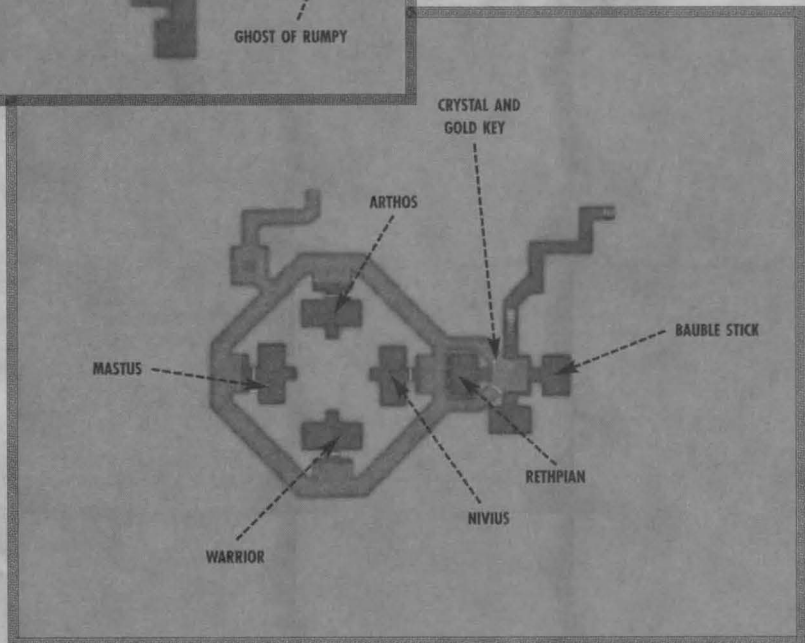 GHOST OF RUMPY
CRYSTAL AND
GOLD KEY
ARTHOS
BAUBLE STICK
MASTUS
RETHPIAN
NIVIUS
WARRIOR